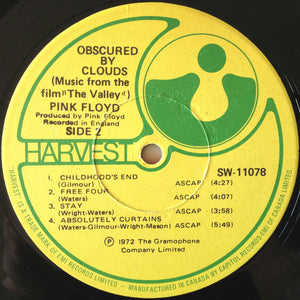 OBSCURED
BY
CLOUDS
(Music from the
film "The Valley")
PINK FLOYD
Produced by Pink Floyd
Recorded in England
SIDE 2
HARVEST
SW-11078
1. CHILDHOOD'S END
(Gilmour) ASCAP (4:27)
2. FREE FOUR
(Waters) ASCAP (4:07)
3. STAY
(Wright-Waters) ASCAP (3:58)
4. ABSOLUTELY CURTAINS
(Waters-Gilmour-Wright-Mason) ASCAP (5:49)
℗ 1972 The Gramophone
Company Limited
"HARVEST" IS A TRADE MARK OF EMI RECORDS LIMITED – MANUFACTURED IN CANADA BY CAPITOL RECORDS-EMI OF CANADA LIMITED